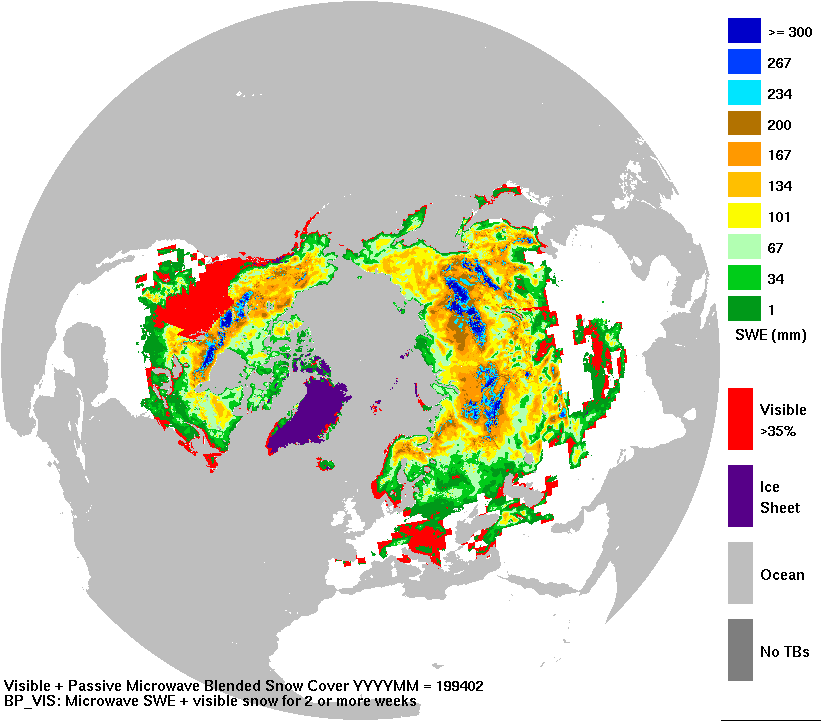 >= 300
267
234
200
167
134
101
67
34
1
SWE (mm)
Visible
>35%
Ice
Sheet
Ocean
No TBs
Visible + Passive Microwave Blended Snow Cover YYYYMM = 199402
BP_VIS: Microwave SWE + visible snow for 2 or more weeks